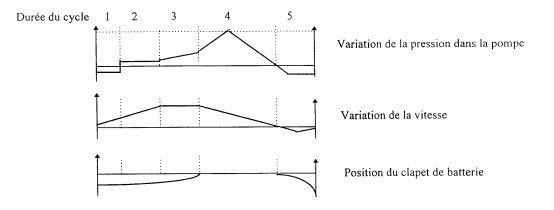 Durée du cycle 1 2 3 4 5
Variation de la pression dans la pompe
Variation de la vitesse
Position du clapet de batterie